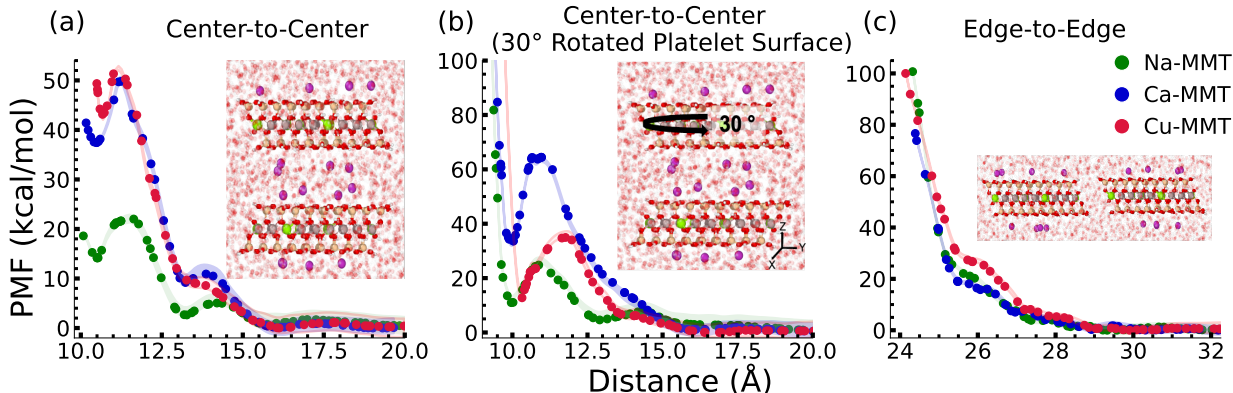 (a) Center-to-Center
(b) Center-to-Center
(30° Rotated Platelet Surface)
(c) Edge-to-Edge
PMF (kcal/mol)
50
40
30
20
10
0
10.0 12.5 15.0 17.5 20.0
100
80
60
40
20
0
30 °
Z
Y
X
10.0 12.5 15.0 17.5 20.0
Distance (Å)
100
80
60
40
20
0
Na-MMT
Ca-MMT
Cu-MMT
24 26 28 30 32